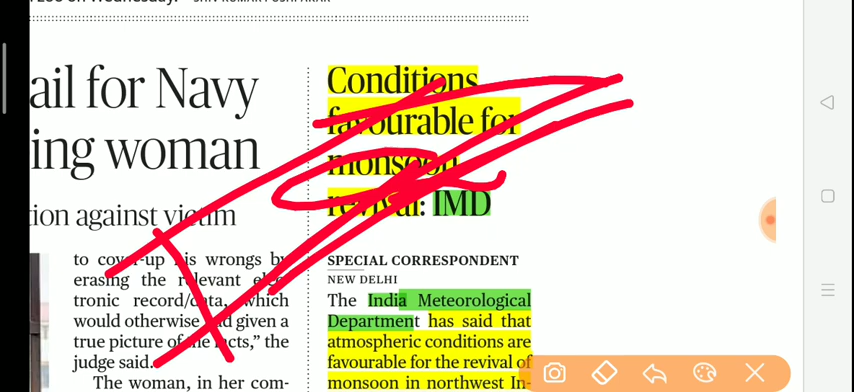 on Wednesday.
ail for Navy
ing woman
tion against victim
to cover-up his wrongs by
erasing the relevant elec-
tronic record/data, which
would otherwise had given a
true picture of the facts,” the
judge said.
The woman, in her com-
Conditions
favourable for
monsoon
revival: IMD
SPECIAL CORRESPONDENT
NEW DELHI
The India Meteorological
Department has said that
atmospheric conditions are
favourable for the revival of
monsoon in northwest In-